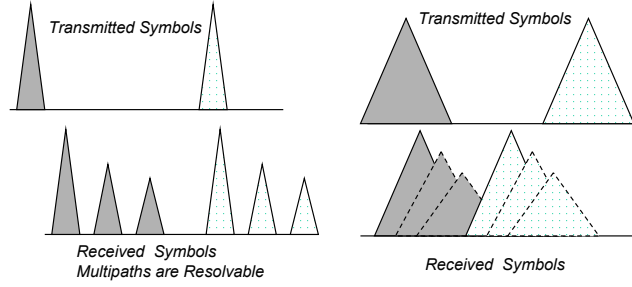 Transmitted Symbols
Received Symbols
Multipaths are Resolvable
Transmitted Symbols
Received Symbols